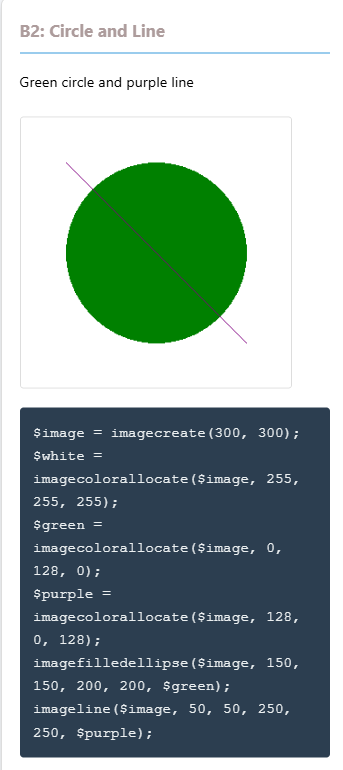 B2: Circle and Line
Green circle and purple line
$image = imagecreate(300, 300);
$white =
imagecolorallocate($image, 255,
255, 255);
$green =
imagecolorallocate($image, 0,
128, 0);
$purple =
imagecolorallocate($image, 128,
0, 128);
imagefilledellipse($image, 150,
150, 200, 200, $green);
imageline($image, 50, 50, 250,
250, $purple);